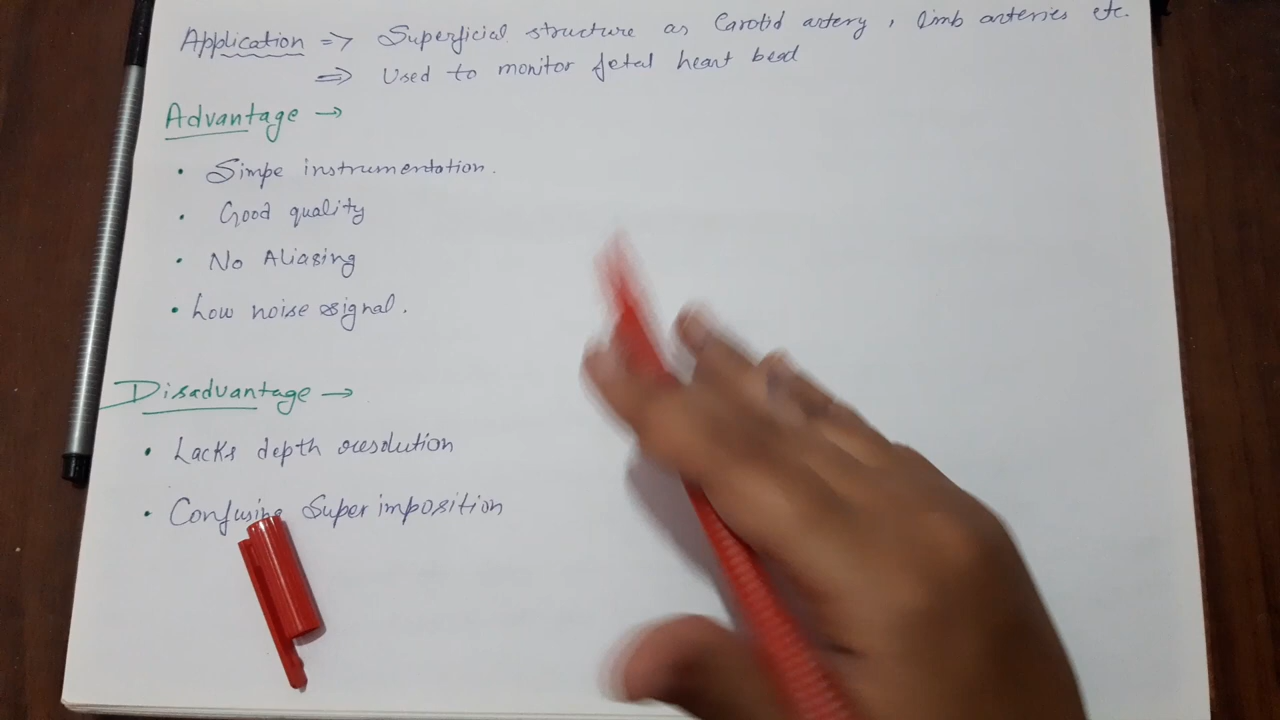 Application => Superficial structure as Carotid artery, limb arteries etc.
=> Used to monitor fetal heart bead
Advantage →
• Simpe instrumentation.
• Good quality
• No Aliasing
• Low noise signal.
Disadvantage →
• Lacks depth resolution
• Confusing Superimposition